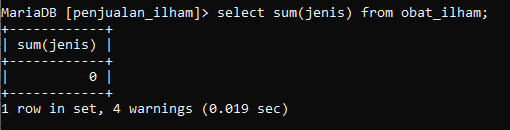 MariaDB [penjualan_ilham]> select sum(jenis) from obat_ilham;
+------------+
| sum(jenis) |
+------------+
|          0 |
+------------+
1 row in set, 4 warnings (0.019 sec)